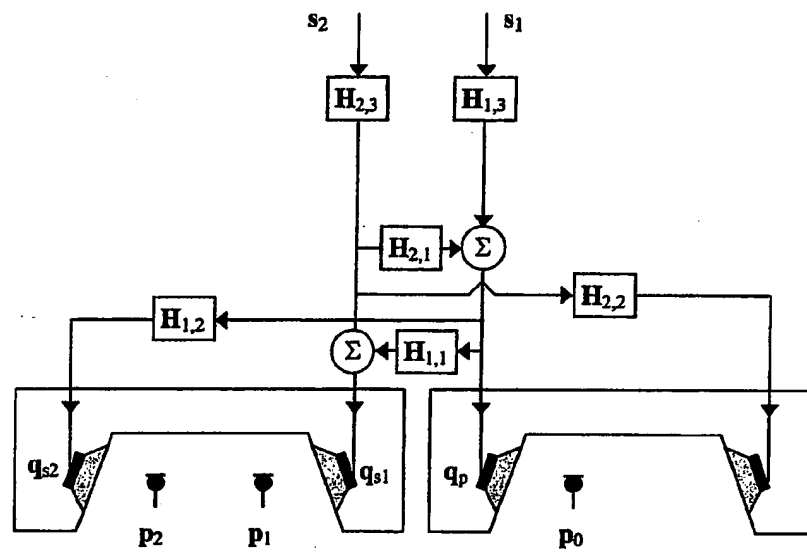 s₂ s₁
H₂,₃ H₁,₃
H₂,₁ Σ
H₂,₂
H₁,₂
Σ H₁,₁
qₛ₂ qₛ₁ qₚ
p₂ p₁ p₀